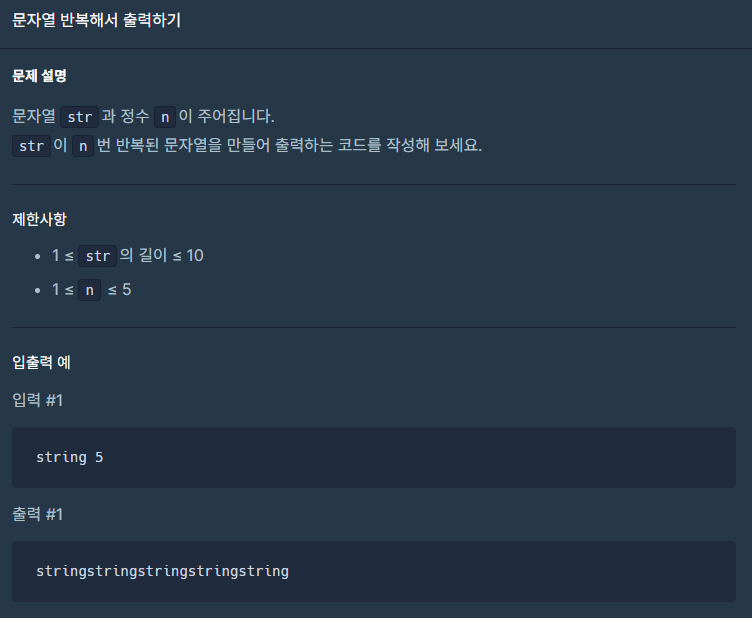 문자열 반복해서 출력하기
문제 설명
문자열 str 과 정수 n 이 주어집니다.
str 이 n 번 반복된 문자열을 만들어 출력하는 코드를 작성해 보세요.
제한사항
• 1 ≤ str 의 길이 ≤ 10
• 1 ≤ n ≤ 5
입출력 예
입력 #1
string 5
출력 #1
stringstringstringstringstring